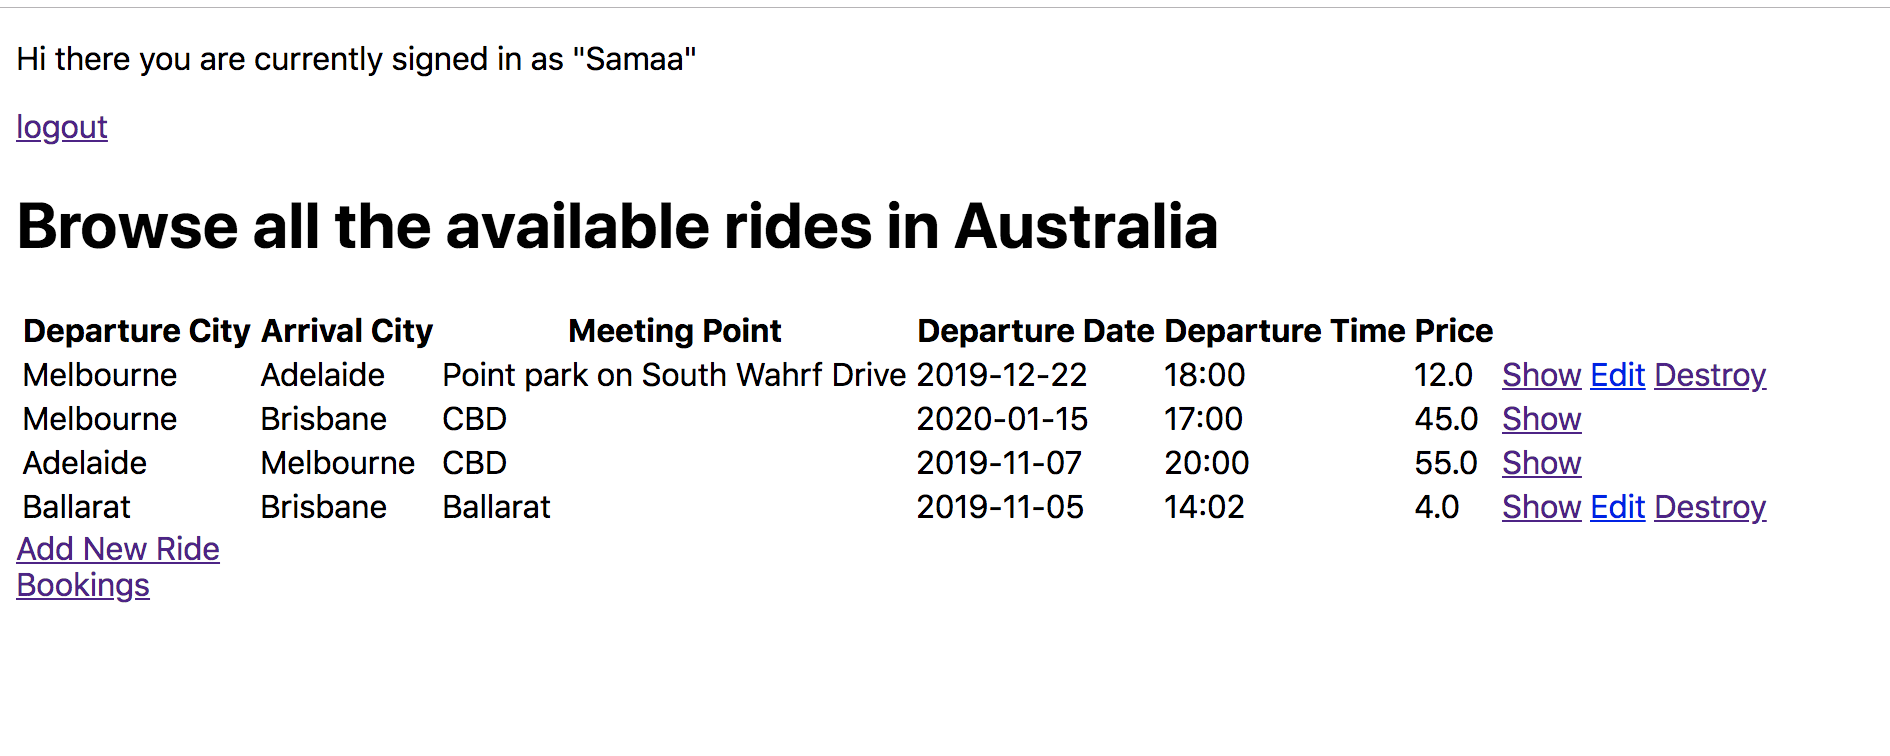 Hi there you are currently signed in as "Samaa"
logout
Browse all the available rides in Australia
Departure City Arrival City Meeting Point Departure Date Departure Time Price
Melbourne Adelaide Point park on South Wahrf Drive 2019-12-22 18:00 12.0 Show Edit Destroy
Melbourne Brisbane CBD 2020-01-15 17:00 45.0 Show
Adelaide Melbourne CBD 2019-11-07 20:00 55.0 Show
Ballarat Brisbane Ballarat 2019-11-05 14:02 4.0 Show Edit Destroy
Add New Ride
Bookings